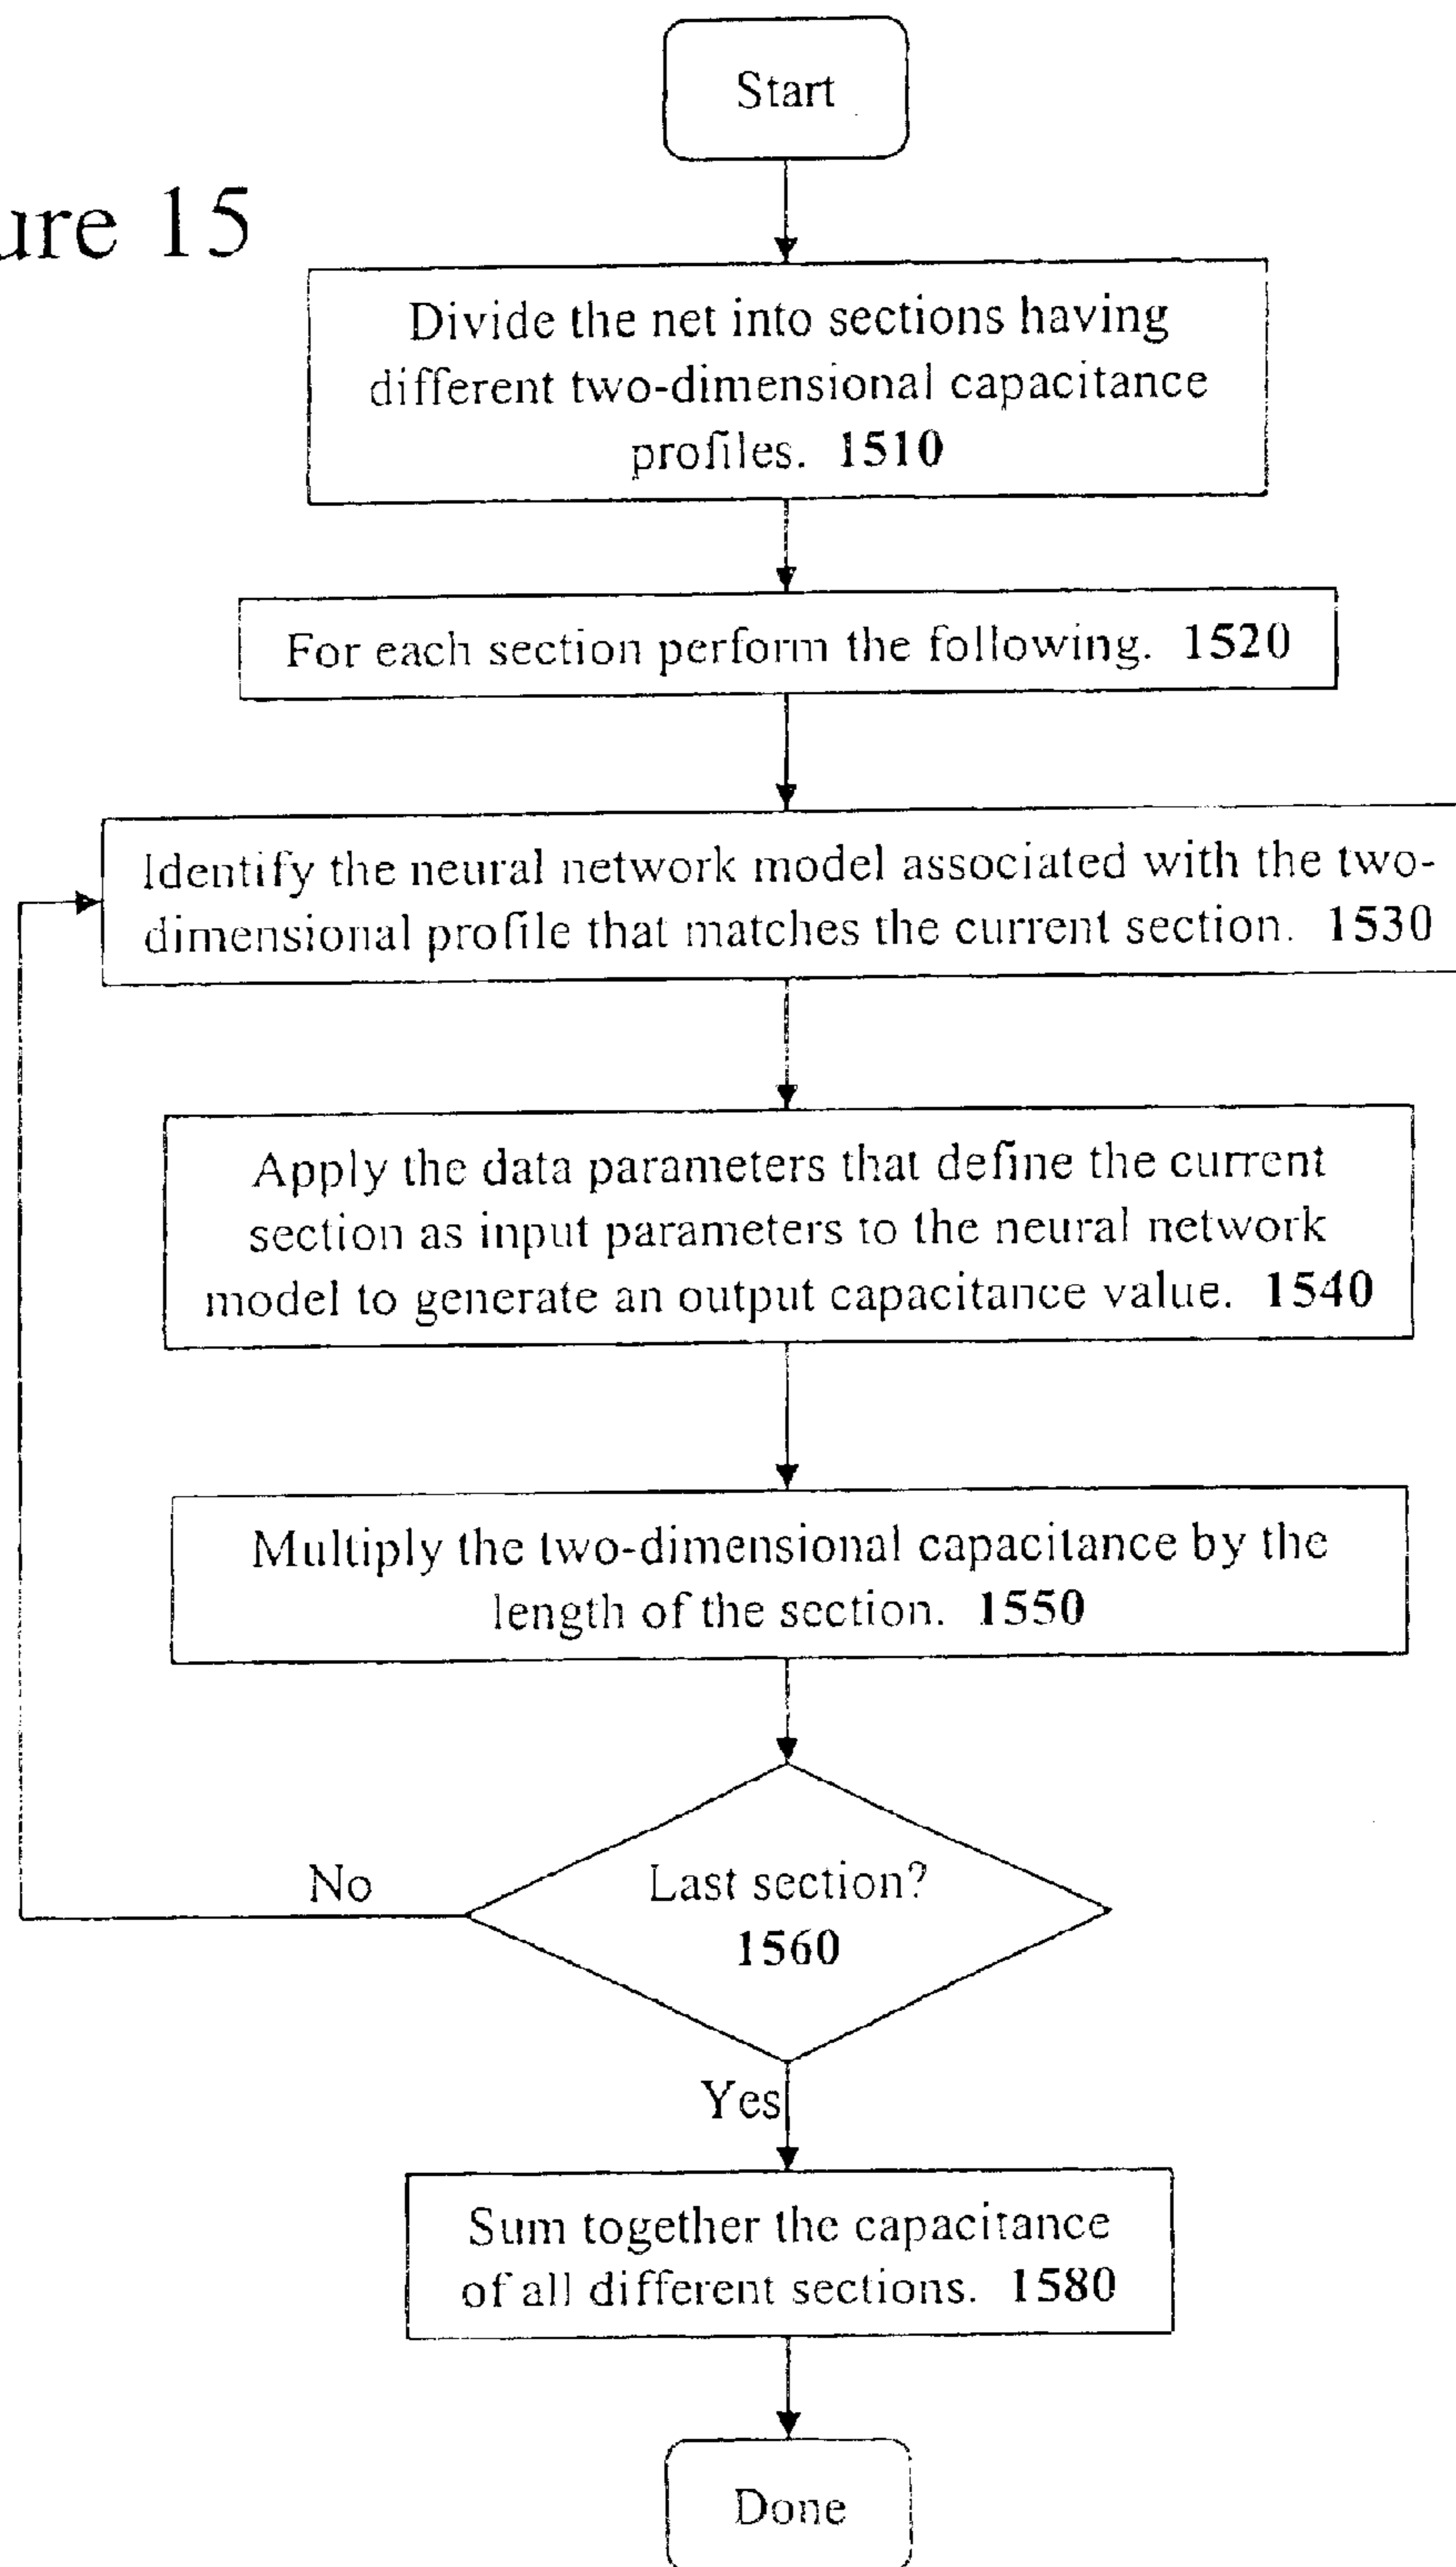 Start
ure 15
Divide the net into sections having
different two-dimensional capacitance
profiles. 1510
For each section perform the following. 1520
Identify the neural network model associated with the two-
dimensional profile that matches the current section. 1530
Apply the data parameters that define the current
section as input parameters to the neural network
model to generate an output capacitance value. 1540
Multiply the two-dimensional capacitance by the
length of the section. 1550
No
Last section?
1560
Yes
Sum together the capacitance
of all different sections. 1580
Done